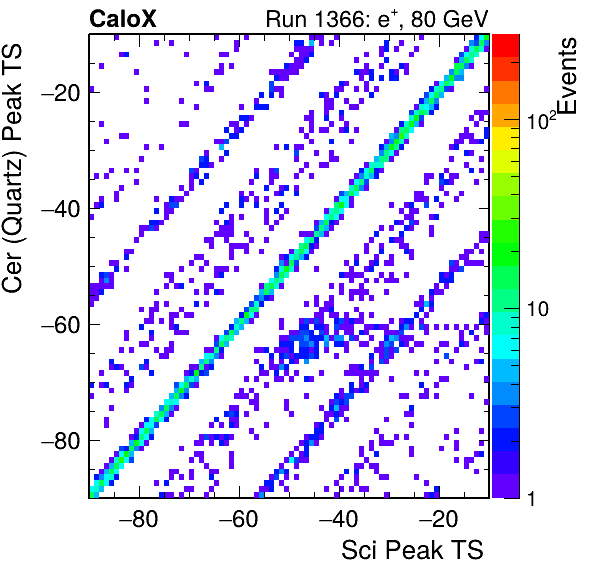 CaloX Run 1366: e⁺, 80 GeV
Cer (Quartz) Peak TS
−20
−40
−60
−80
−80 −60 −40 −20
Sci Peak TS
Events
10²
10
1